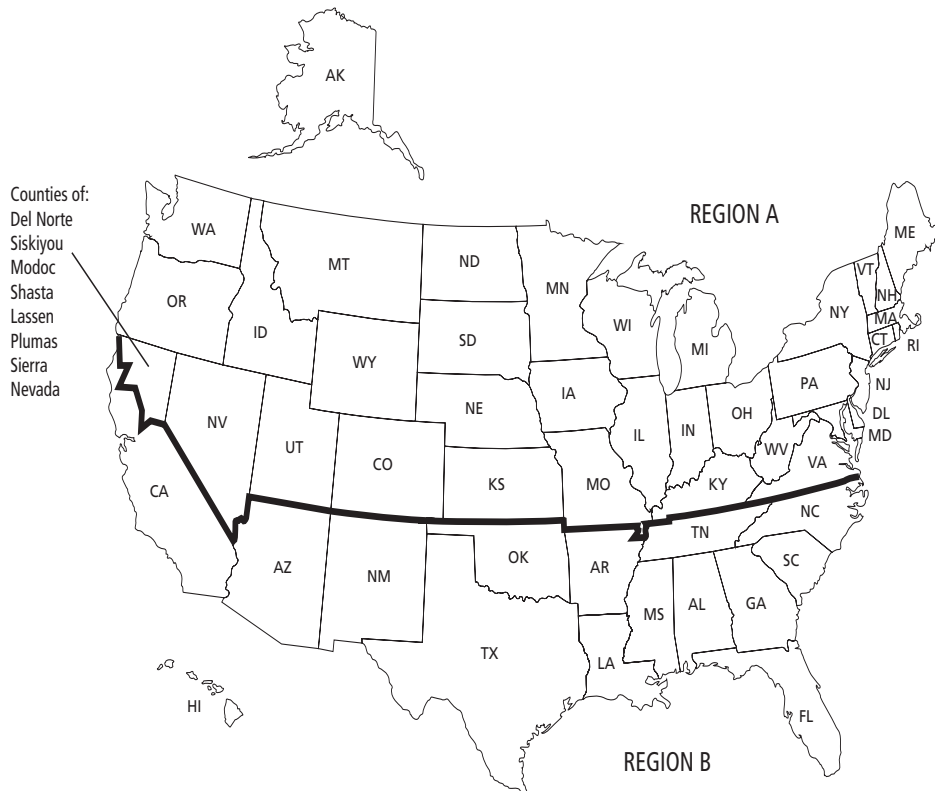 AK
Counties of:
Del Norte
Siskiyou
Modoc
Shasta
Lassen
Plumas
Sierra
Nevada
REGION A
WA
MT
ND
MN
ME
VT
NH
OR
ID
SD
WI
MI
NY
MA
CT
RI
WY
NE
IA
PA
NJ
NV
UT
CO
KS
MO
IL
IN
OH
WV
VA
DL
MD
KY
CA
AZ
NM
OK
AR
TN
NC
SC
MS
AL
GA
TX
LA
FL
HI
REGION B